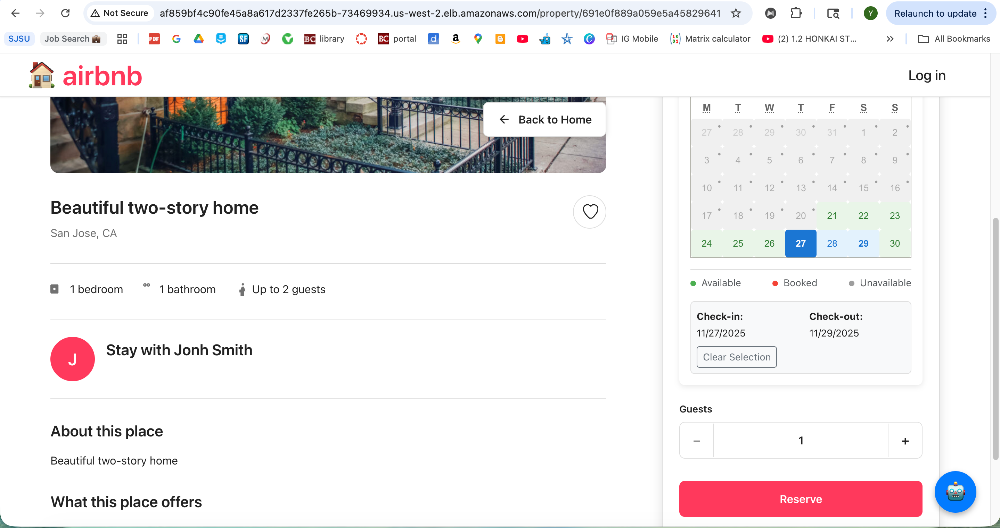 Not Secure af859bf4c90fe45a8a617d2337fe265b-73469934.us-west-2.elb.amazonaws.com/property/691e0f889a059e5a45829641 Y Relaunch to update
SJSU Job Search PDF SF BC library BC portal IG Mobile Matrix calculator (2) 1.2 HONKAI ST... All Bookmarks
airbnb
Log in
Back to Home
Beautiful two-story home
San Jose, CA
1 bedroom 1 bathroom Up to 2 guests
J
Stay with Jonh Smith
About this place
Beautiful two-story home
What this place offers
M T W T F S S
27 28 29 30 31 1 2
3 4 5 6 7 8 9
10 11 12 13 14 15 16
17 18 19 20 21 22 23
24 25 26 27 28 29 30
Available Booked Unavailable
Check-in: Check-out:
11/27/2025 11/29/2025
Clear Selection
Guests
− 1 +
Reserve